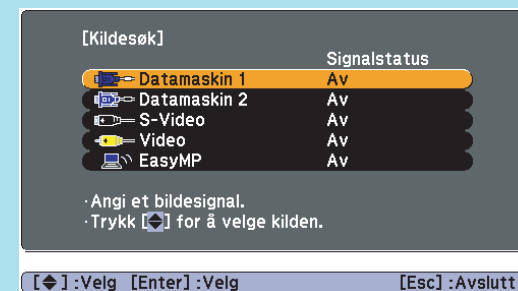 [Kildesøk]
Signalstatus
Datamaskin 1 Av
Datamaskin 2 Av
S-Video Av
Video Av
EasyMP Av
·Angi et bildesignal.
·Trykk [◆] for å velge kilden.
[◆] :Velg [Enter] :Velg [Esc] :Avslutt